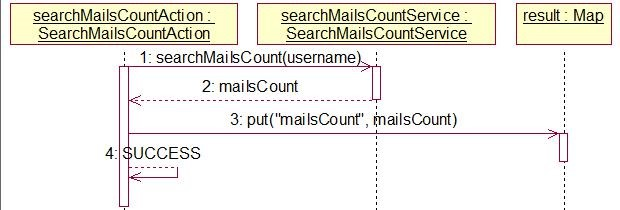 searchMailsCountAction :
SearchMailsCountAction
searchMailsCountService :
SearchMailsCountService
result : Map
1: searchMailsCount(username)
2: mailsCount
3: put("mailsCount", mailsCount)
4: SUCCESS